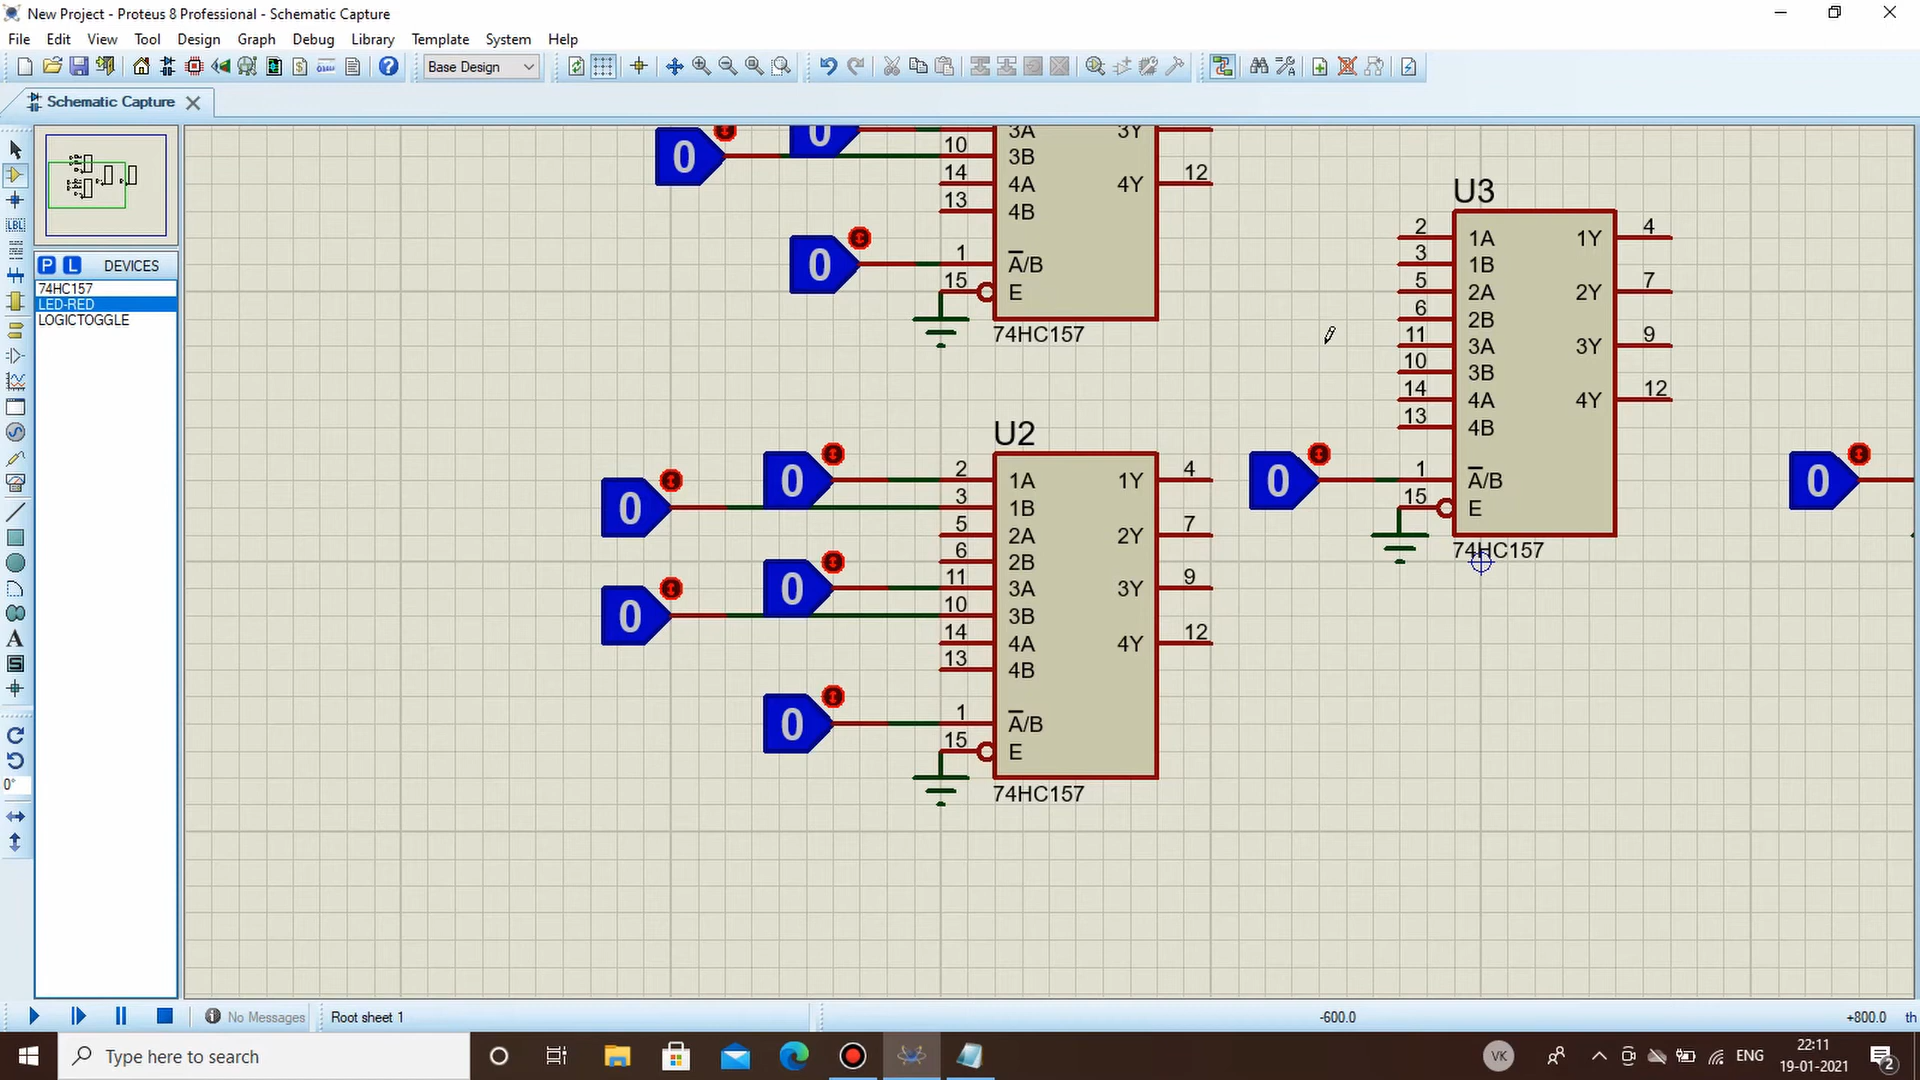 New Project - Proteus 8 Professional - Schematic Capture
File Edit View Tool Design Graph Debug Library Template System Help
Base Design
Schematic Capture
P L DEVICES
74HC157
LED-RED
LOGICTOGGLE
LBL
A
S
0°
0
0
3A 3Y
10 3B
14 4A 4Y 12
13 4B
0
1 A/B
15 E
74HC157
U3
2 1A 1Y 4
3 1B
5 2A 2Y 7
6 2B
11 3A 3Y 9
10 3B
14 4A 4Y 12
13 4B
0
1 A/B
15 E
74HC157
0
U2
0
0
2 1A 1Y 4
3 1B
5 2A 2Y 7
6 2B
0
0
11 3A 3Y 9
10 3B
14 4A 4Y 12
13 4B
0
1 A/B
15 E
74HC157
No Messages Root sheet 1 -600.0 +800.0 th
Type here to search
VK
ENG
22:11
19-01-2021
2